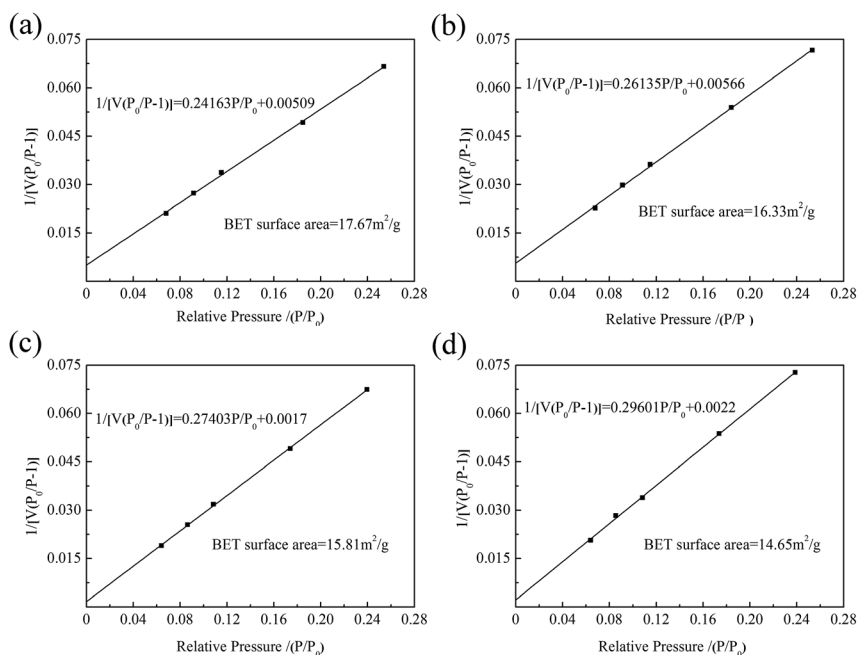 (a)
0.075
0.060
0.045
0.030
0.015
1/[V(P₀/P-1)]
1/[V(P₀/P-1)]=0.24163P/P₀+0.00509
BET surface area=17.67m²/g
0 0.04 0.08 0.12 0.16 0.20 0.24 0.28
Relative Pressure /(P/P₀)
(b)
0.075
0.060
0.045
0.030
0.015
1/[V(P₀/P-1)]
1/[V(P₀/P-1)]=0.26135P/P₀+0.00566
BET surface area=16.33m²/g
0 0.04 0.08 0.12 0.16 0.20 0.24 0.28
Relative Pressure /(P/P )
(c)
0.075
0.060
0.045
0.030
0.015
1/[V(P₀/P-1)]
1/[V(P₀/P-1)]=0.27403P/P₀+0.0017
BET surface area=15.81m²/g
0 0.04 0.08 0.12 0.16 0.20 0.24 0.28
Relative Pressure /(P/P₀)
(d)
0.075
0.060
0.045
0.030
0.015
1/[V(P₀/P-1)]
1/[V(P₀/P-1)]=0.29601P/P₀+0.0022
BET surface area=14.65m²/g
0 0.04 0.08 0.12 0.16 0.20 0.24 0.28
Relative Pressure /(P/P₀)